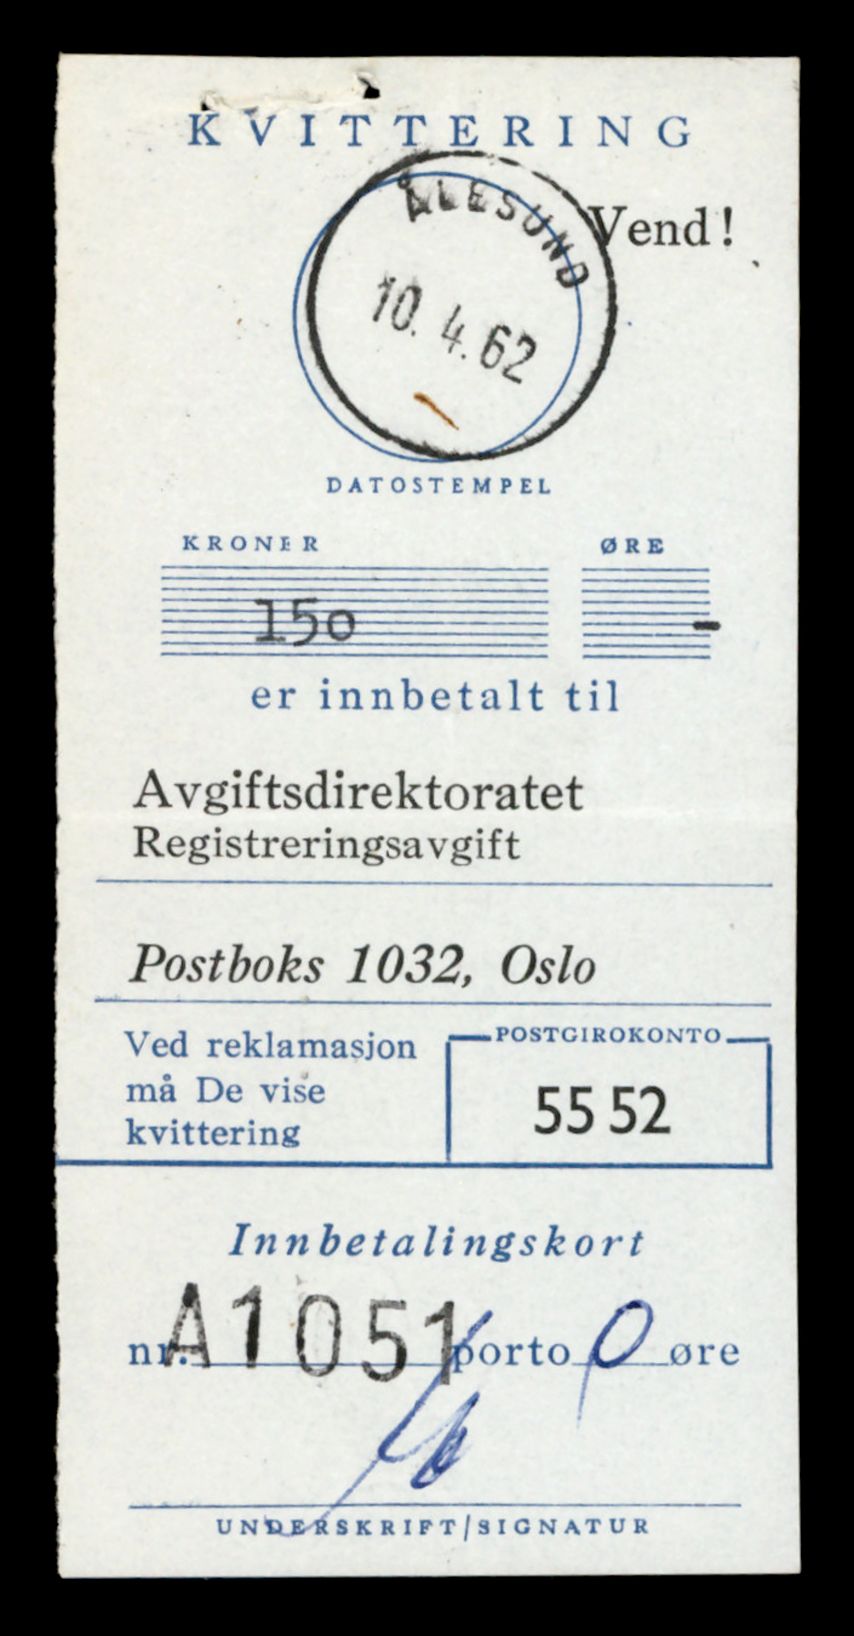 KVITTERING
Vend!
ÅLESUND
10.4.62
DATOSTEMPEL
KRONER ØRE
150 -
er innbetalt til
Avgiftsdirektoratet
Registreringsavgift
Postboks 1032, Oslo
Ved reklamasjon
må De vise
kvittering
POSTGIROKONTO
55 52
Innbetalingskort
nr. A1051 porto 0 øre
UNDERSKRIFT/SIGNATUR